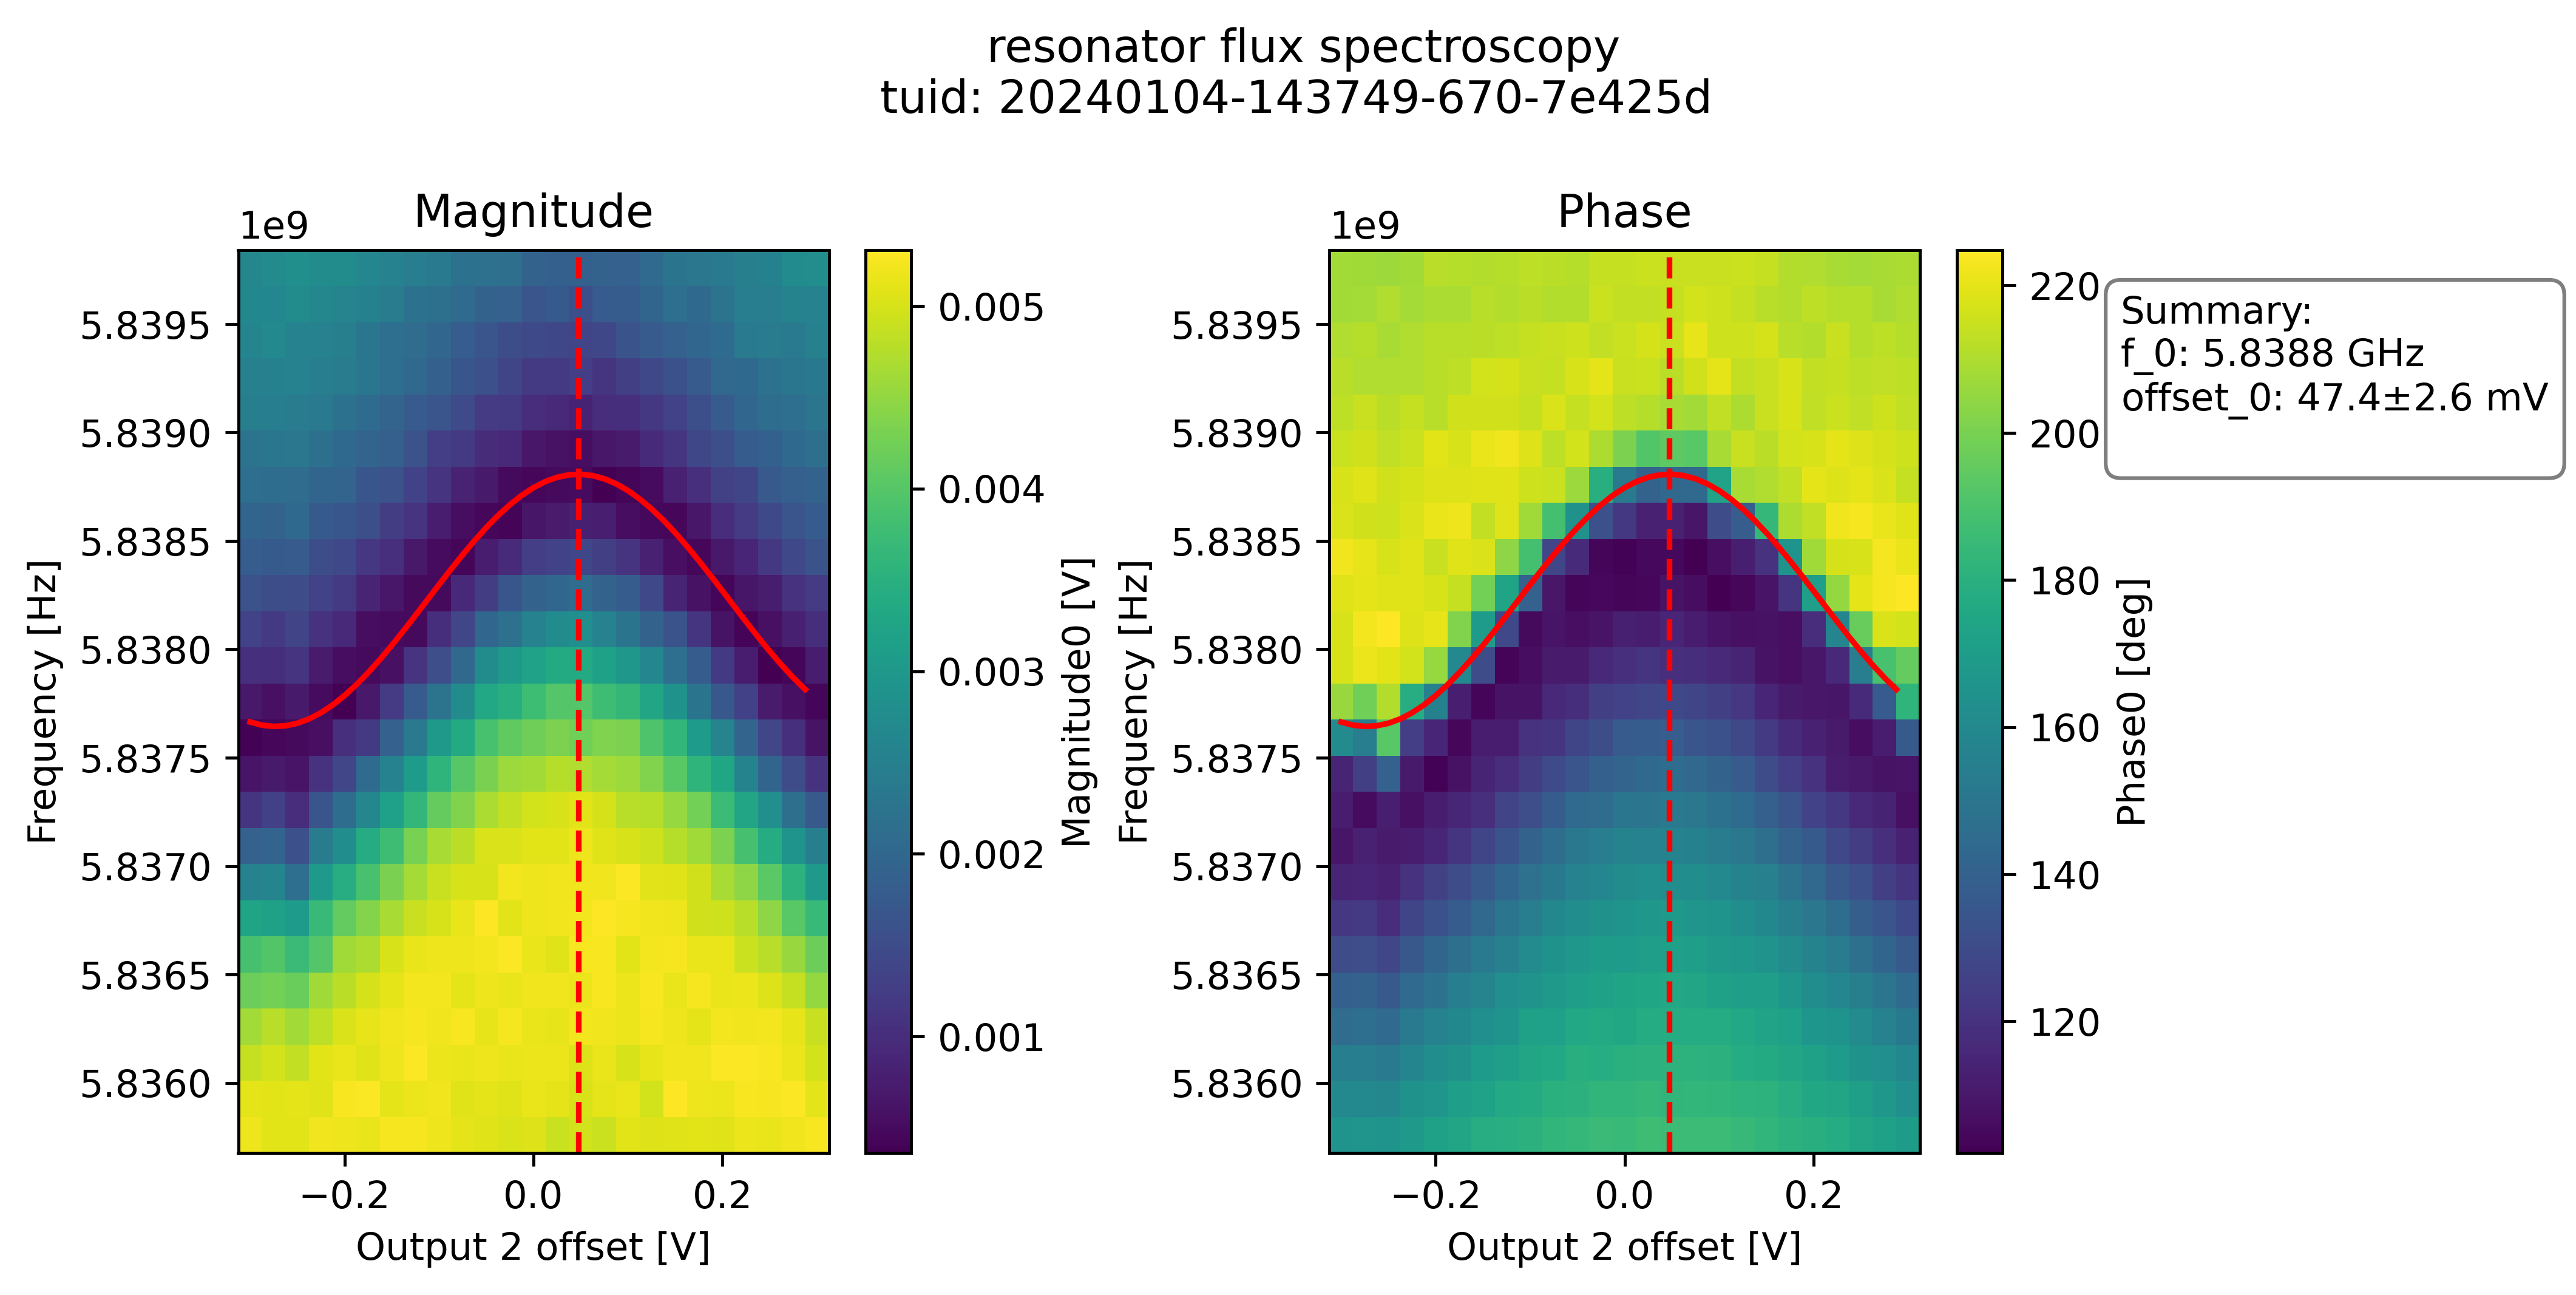 resonator flux spectroscopy
tuid: 20240104-143749-670-7e425d
Magnitude
1e9
5.8395
5.8390
5.8385
5.8380
5.8375
5.8370
5.8365
5.8360
Frequency [Hz]
−0.2
0.0
0.2
Output 2 offset [V]
0.005
0.004
0.003
0.002
0.001
Magnitude0 [V]
Phase
1e9
5.8395
5.8390
5.8385
5.8380
5.8375
5.8370
5.8365
5.8360
Frequency [Hz]
−0.2
0.0
0.2
Output 2 offset [V]
220
200
180
160
140
120
Phase0 [deg]
Summary:
f_0: 5.8388 GHz
offset_0: 47.4±2.6 mV